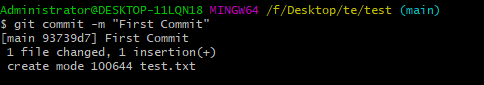 Administrator@DESKTOP-11LQN18 MINGW64 /f/Desktop/te/test (main)
$ git commit -m "First Commit"
[main 93739d7] First Commit
1 file changed, 1 insertion(+)
create mode 100644 test.txt